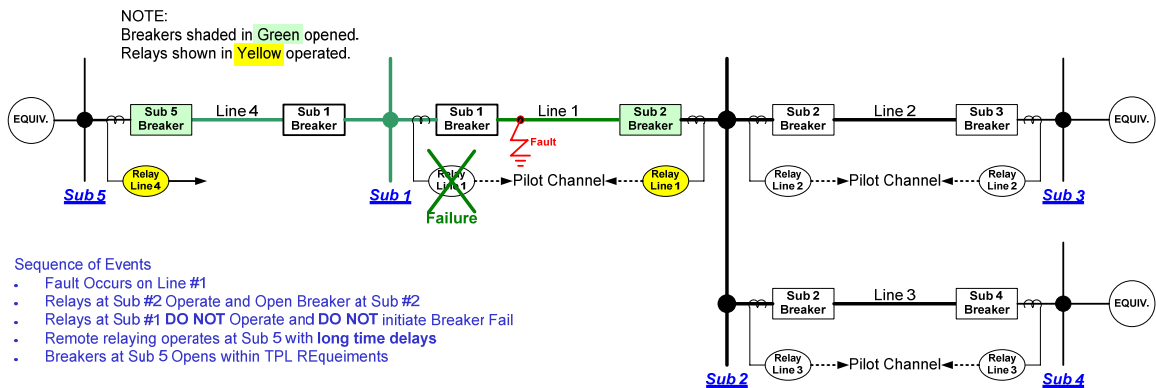 NOTE:
Breakers shaded in Green opened.
Relays shown in Yellow operated.
EQUIV.
Sub 5
Breaker
Line 4
Sub 1
Breaker
Sub 1
Breaker
Line 1
Sub 2
Breaker
Sub 2
Breaker
Line 2
Sub 3
Breaker
EQUIV.
Fault
Relay
Line 4
Relay
Line 1
Pilot Channel
Relay
Line 1
Relay
Line 2
Pilot Channel
Relay
Line 2
Sub 5
Sub 1
Failure
Sub 3
Sequence of Events
• Fault Occurs on Line #1
• Relays at Sub #2 Operate and Open Breaker at Sub #2
• Relays at Sub #1 DO NOT Operate and DO NOT initiate Breaker Fail
• Remote relaying operates at Sub 5 with long time delays
• Breakers at Sub 5 Opens within TPL REqueiments
Sub 2
Breaker
Line 3
Sub 4
Breaker
EQUIV.
Relay
Line 3
Pilot Channel
Relay
Line 3
Sub 2
Sub 4